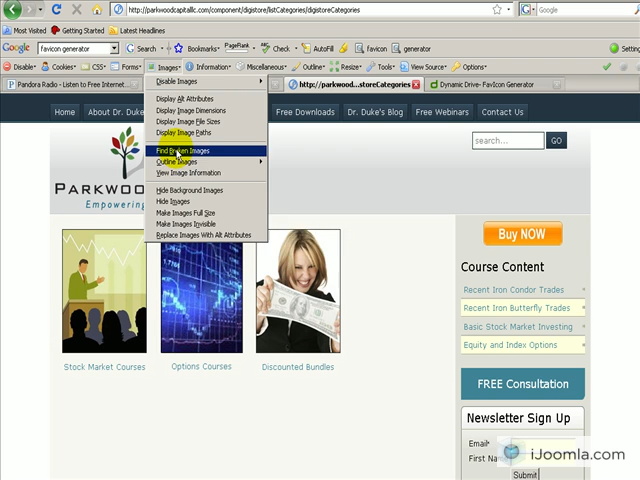 http://parkwoodcapitalllc.com/component/digistore/listCategories/digistoreCategories
Most Visited Getting Started Latest Headlines
Google favicon generator Search Bookmarks PageRank Check AutoFill favicon generator
Disable Cookies CSS Forms Images Information Miscellaneous Outline Resize Tools View Source Options
Pandora Radio - Listen to Free Internet http://parkwood...storeCategories Dynamic Drive- FavIcon Generator
Home About Dr. Duke Free Downloads Dr. Duke's Blog Free Webinars Contact Us
Disable Images
Display Alt Attributes
Display Image Dimensions
Display Image File Sizes
Display Image Paths
Find Broken Images
Outline Images
View Image Information
Hide Background Images
Hide Images
Make Images Full Size
Make Images Invisible
Replace Images With Alt Attributes
search... GO
PARKWOO
Empowering
Buy NOW
Course Content
Recent Iron Condor Trades
Recent Iron Butterfly Trades
Basic Stock Market Investing
Equity and Index Options
Stock Market Courses Options Courses Discounted Bundles
FREE Consultation
Newsletter Sign Up
Email*
First Na
Submit
iJoomla.com